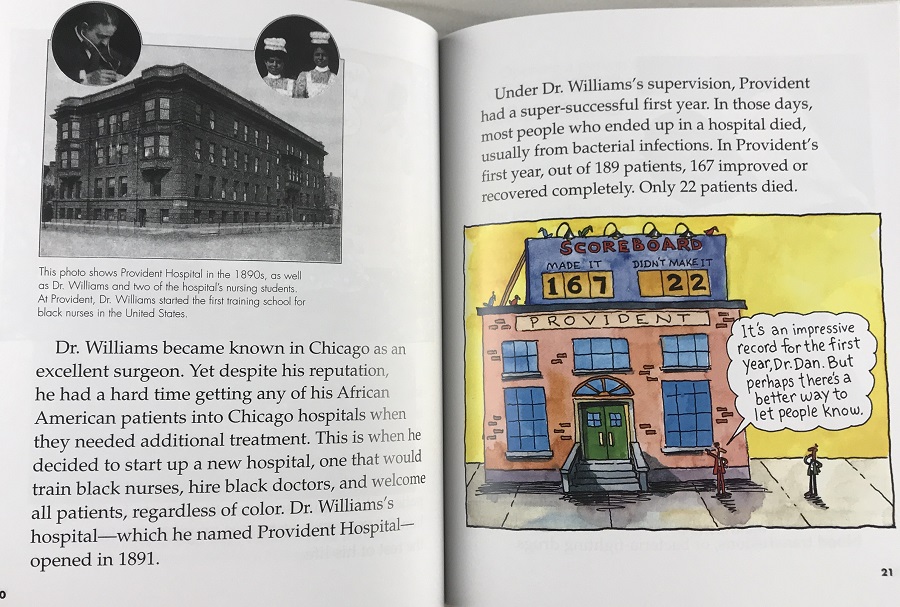 This photo shows Provident Hospital in the 1890s, as well
as Dr. Williams and two of the hospital's nursing students.
At Provident, Dr. Williams started the first training school for
black nurses in the United States.
Dr. Williams became known in Chicago as an
excellent surgeon. Yet despite his reputation,
he had a hard time getting any of his African
American patients into Chicago hospitals when
they needed additional treatment. This is when he
decided to start up a new hospital, one that would
train black nurses, hire black doctors, and welcome
all patients, regardless of color. Dr. Williams's
hospital—which he named Provident Hospital—
opened in 1891.
0
Under Dr. Williams's supervision, Provident
had a super-successful first year. In those days,
most people who ended up in a hospital died,
usually from bacterial infections. In Provident's
first year, out of 189 patients, 167 improved or
recovered completely. Only 22 patients died.
SCOREBOARD
MADE IT DIDN'T MAKE IT
167 22
PROVIDENT
It's an impressive
record for the first
year, Dr. Dan. But
perhaps there's a
better way to
let people know.
21